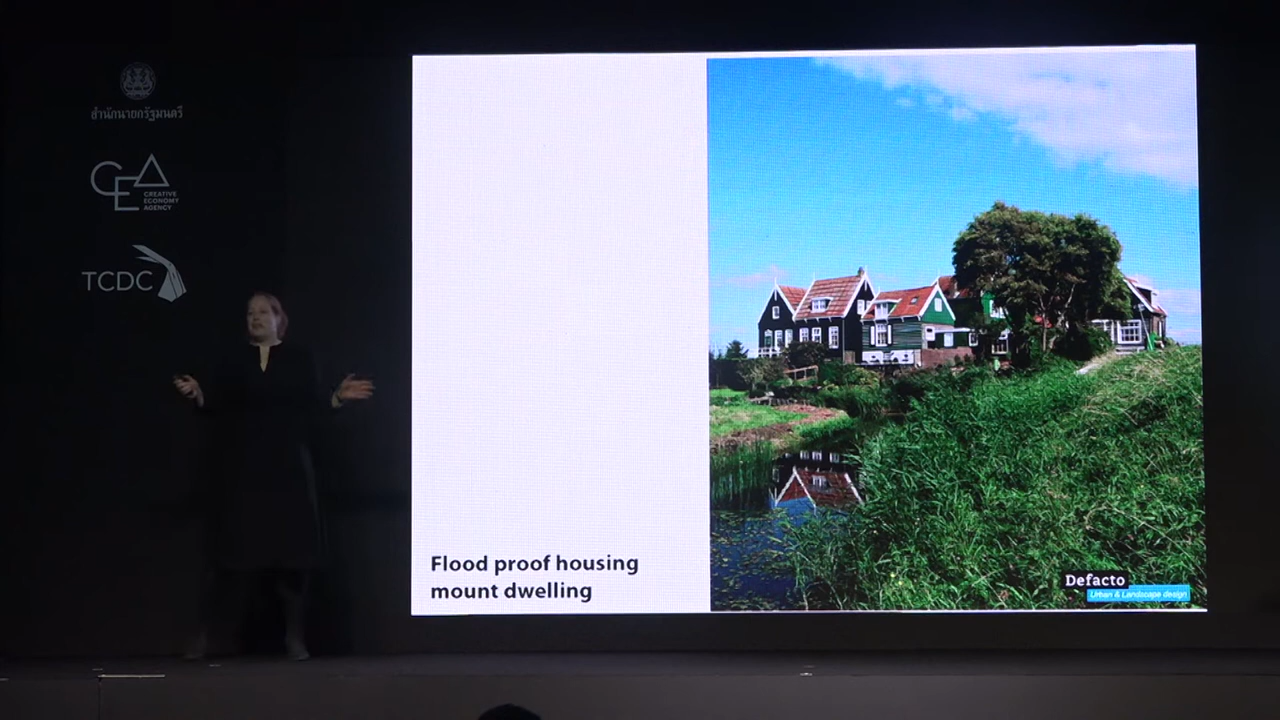 สำนักนายกรัฐมนตรี
CEA
CREATIVE
ECONOMY
AGENCY
TCDC
Flood proof housing
mount dwelling
Defacto
Urban & Landscape design